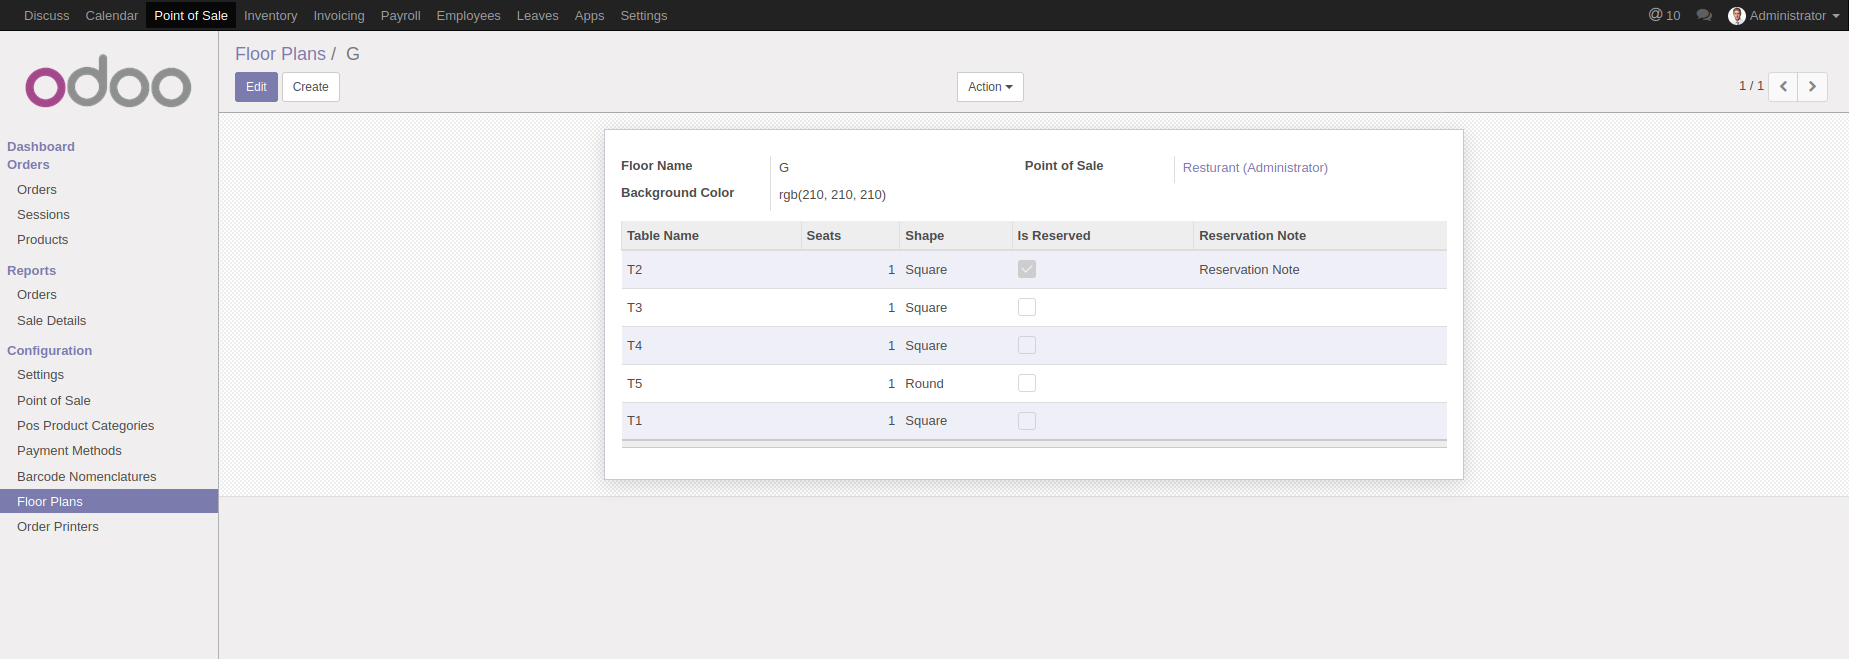 Discuss Calendar Point of Sale Inventory Invoicing Payroll Employees Leaves Apps Settings @ 10 Administrator
odoo
Dashboard
Orders
Orders
Sessions
Products
Reports
Orders
Sale Details
Configuration
Settings
Point of Sale
Pos Product Categories
Payment Methods
Barcode Nomenclatures
Floor Plans
Order Printers
Floor Plans / G
Edit Create Action 1 / 1
Floor Name G Point of Sale Resturant (Administrator)
Background Color rgb(210, 210, 210)
Table Name Seats Shape Is Reserved Reservation Note
T2 1 Square Reservation Note
T3 1 Square
T4 1 Square
T5 1 Round
T1 1 Square